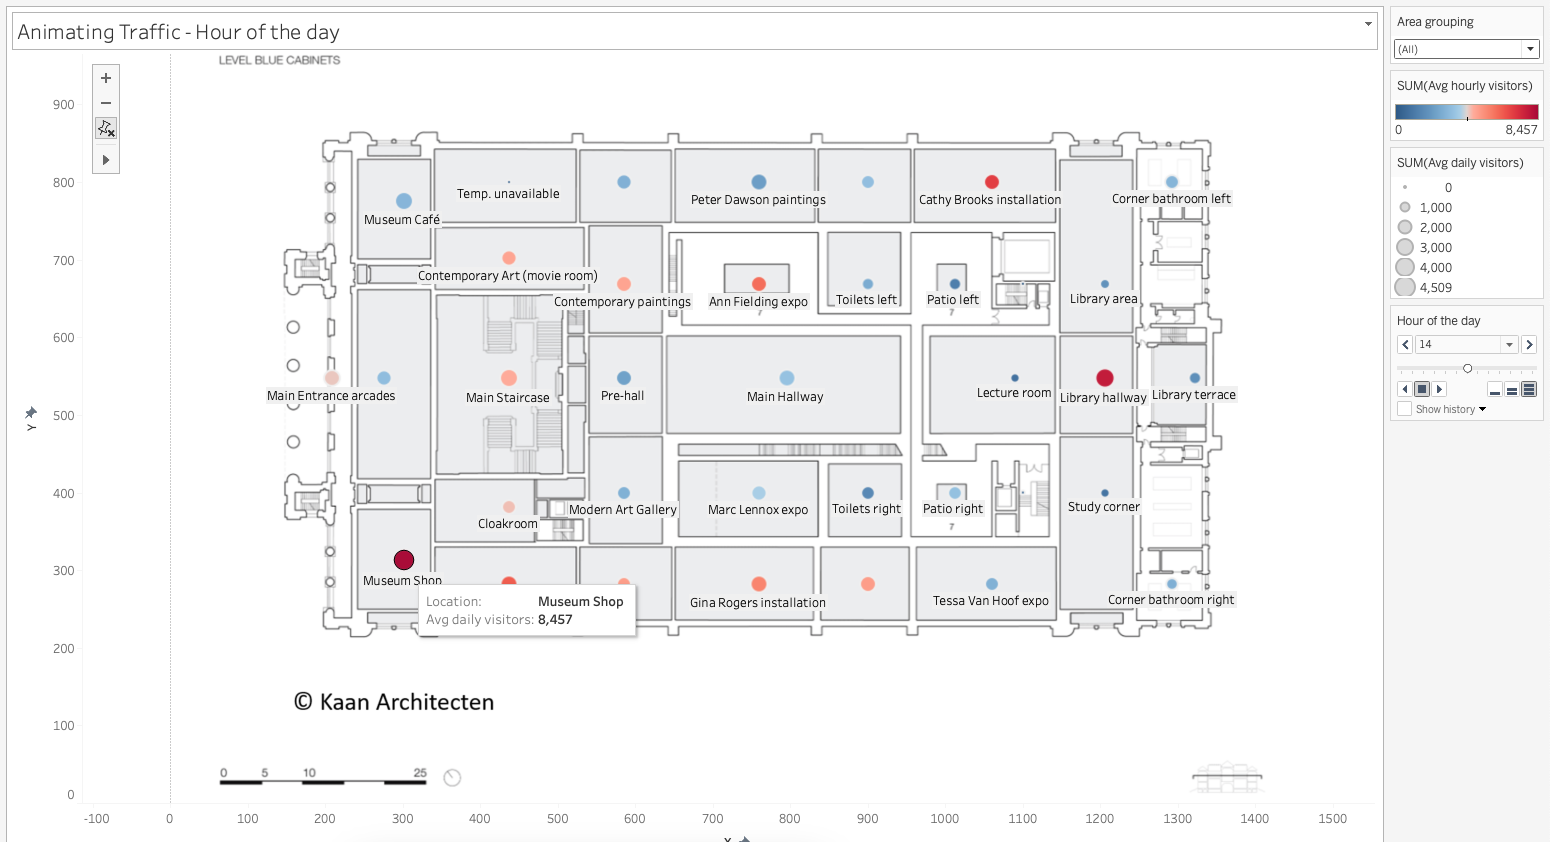 Animating Traffic - Hour of the day
LEVEL BLUE CABINETS
Area grouping
(All)
SUM(Avg hourly visitors)
0 8,457
SUM(Avg daily visitors)
0
1,000
2,000
3,000
4,000
4,509
Hour of the day
14
Show history
900
800
700
600
500
400
300
200
100
0
Y
Temp. unavailable
Museum Café
Peter Dawson paintings
Cathy Brooks installation
Corner bathroom left
Contemporary Art (movie room)
Contemporary paintings
Ann Fielding expo
Toilets left
Patio left
Library area
7
7
Main Entrance arcades
Main Staircase
Pre-hall
Main Hallway
Lecture room
Library hallway
Library terrace
Cloakroom
Modern Art Gallery
Marc Lennox expo
Toilets right
Patio right
Study corner
7
Museum Shop
Gina Rogers installation
Tessa Van Hoof expo
Corner bathroom right
Location: Museum Shop
Avg daily visitors: 8,457
© Kaan Architecten
0 5 10 25
-100 0 100 200 300 400 500 600 700 800 900 1000 1100 1200 1300 1400 1500